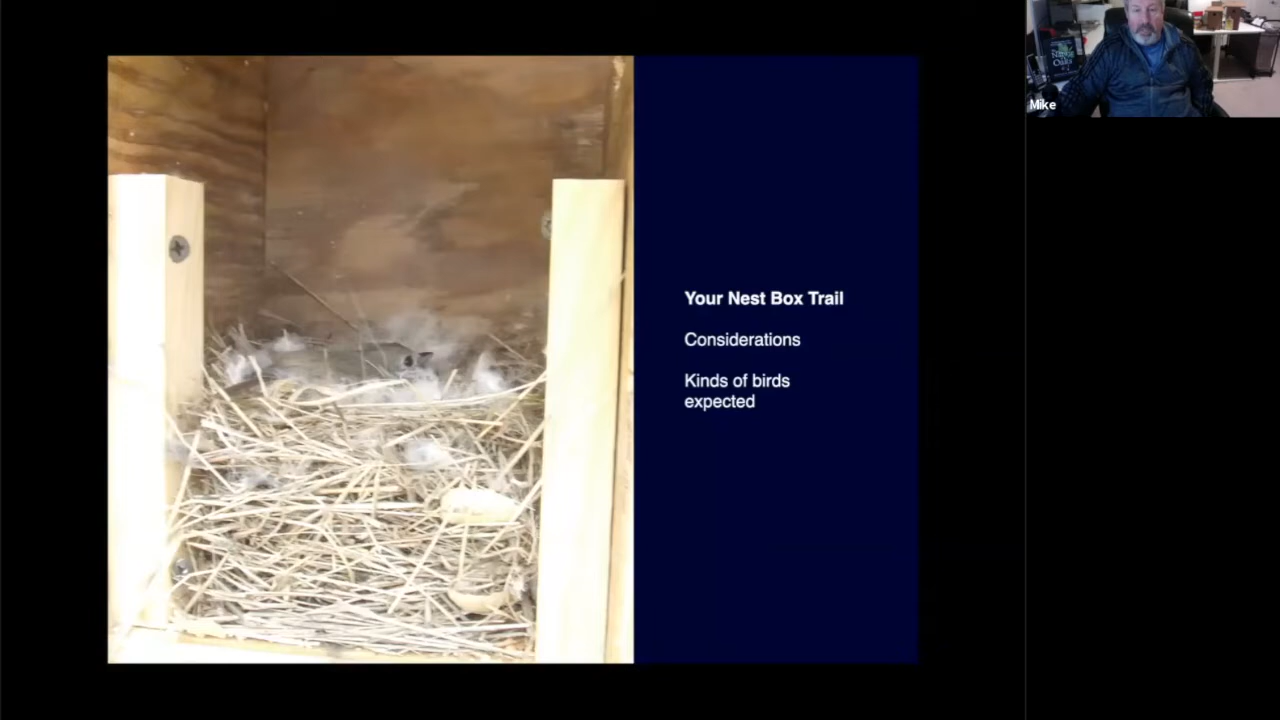 Your Nest Box Trail
Considerations
Kinds of birds
expected
Mike